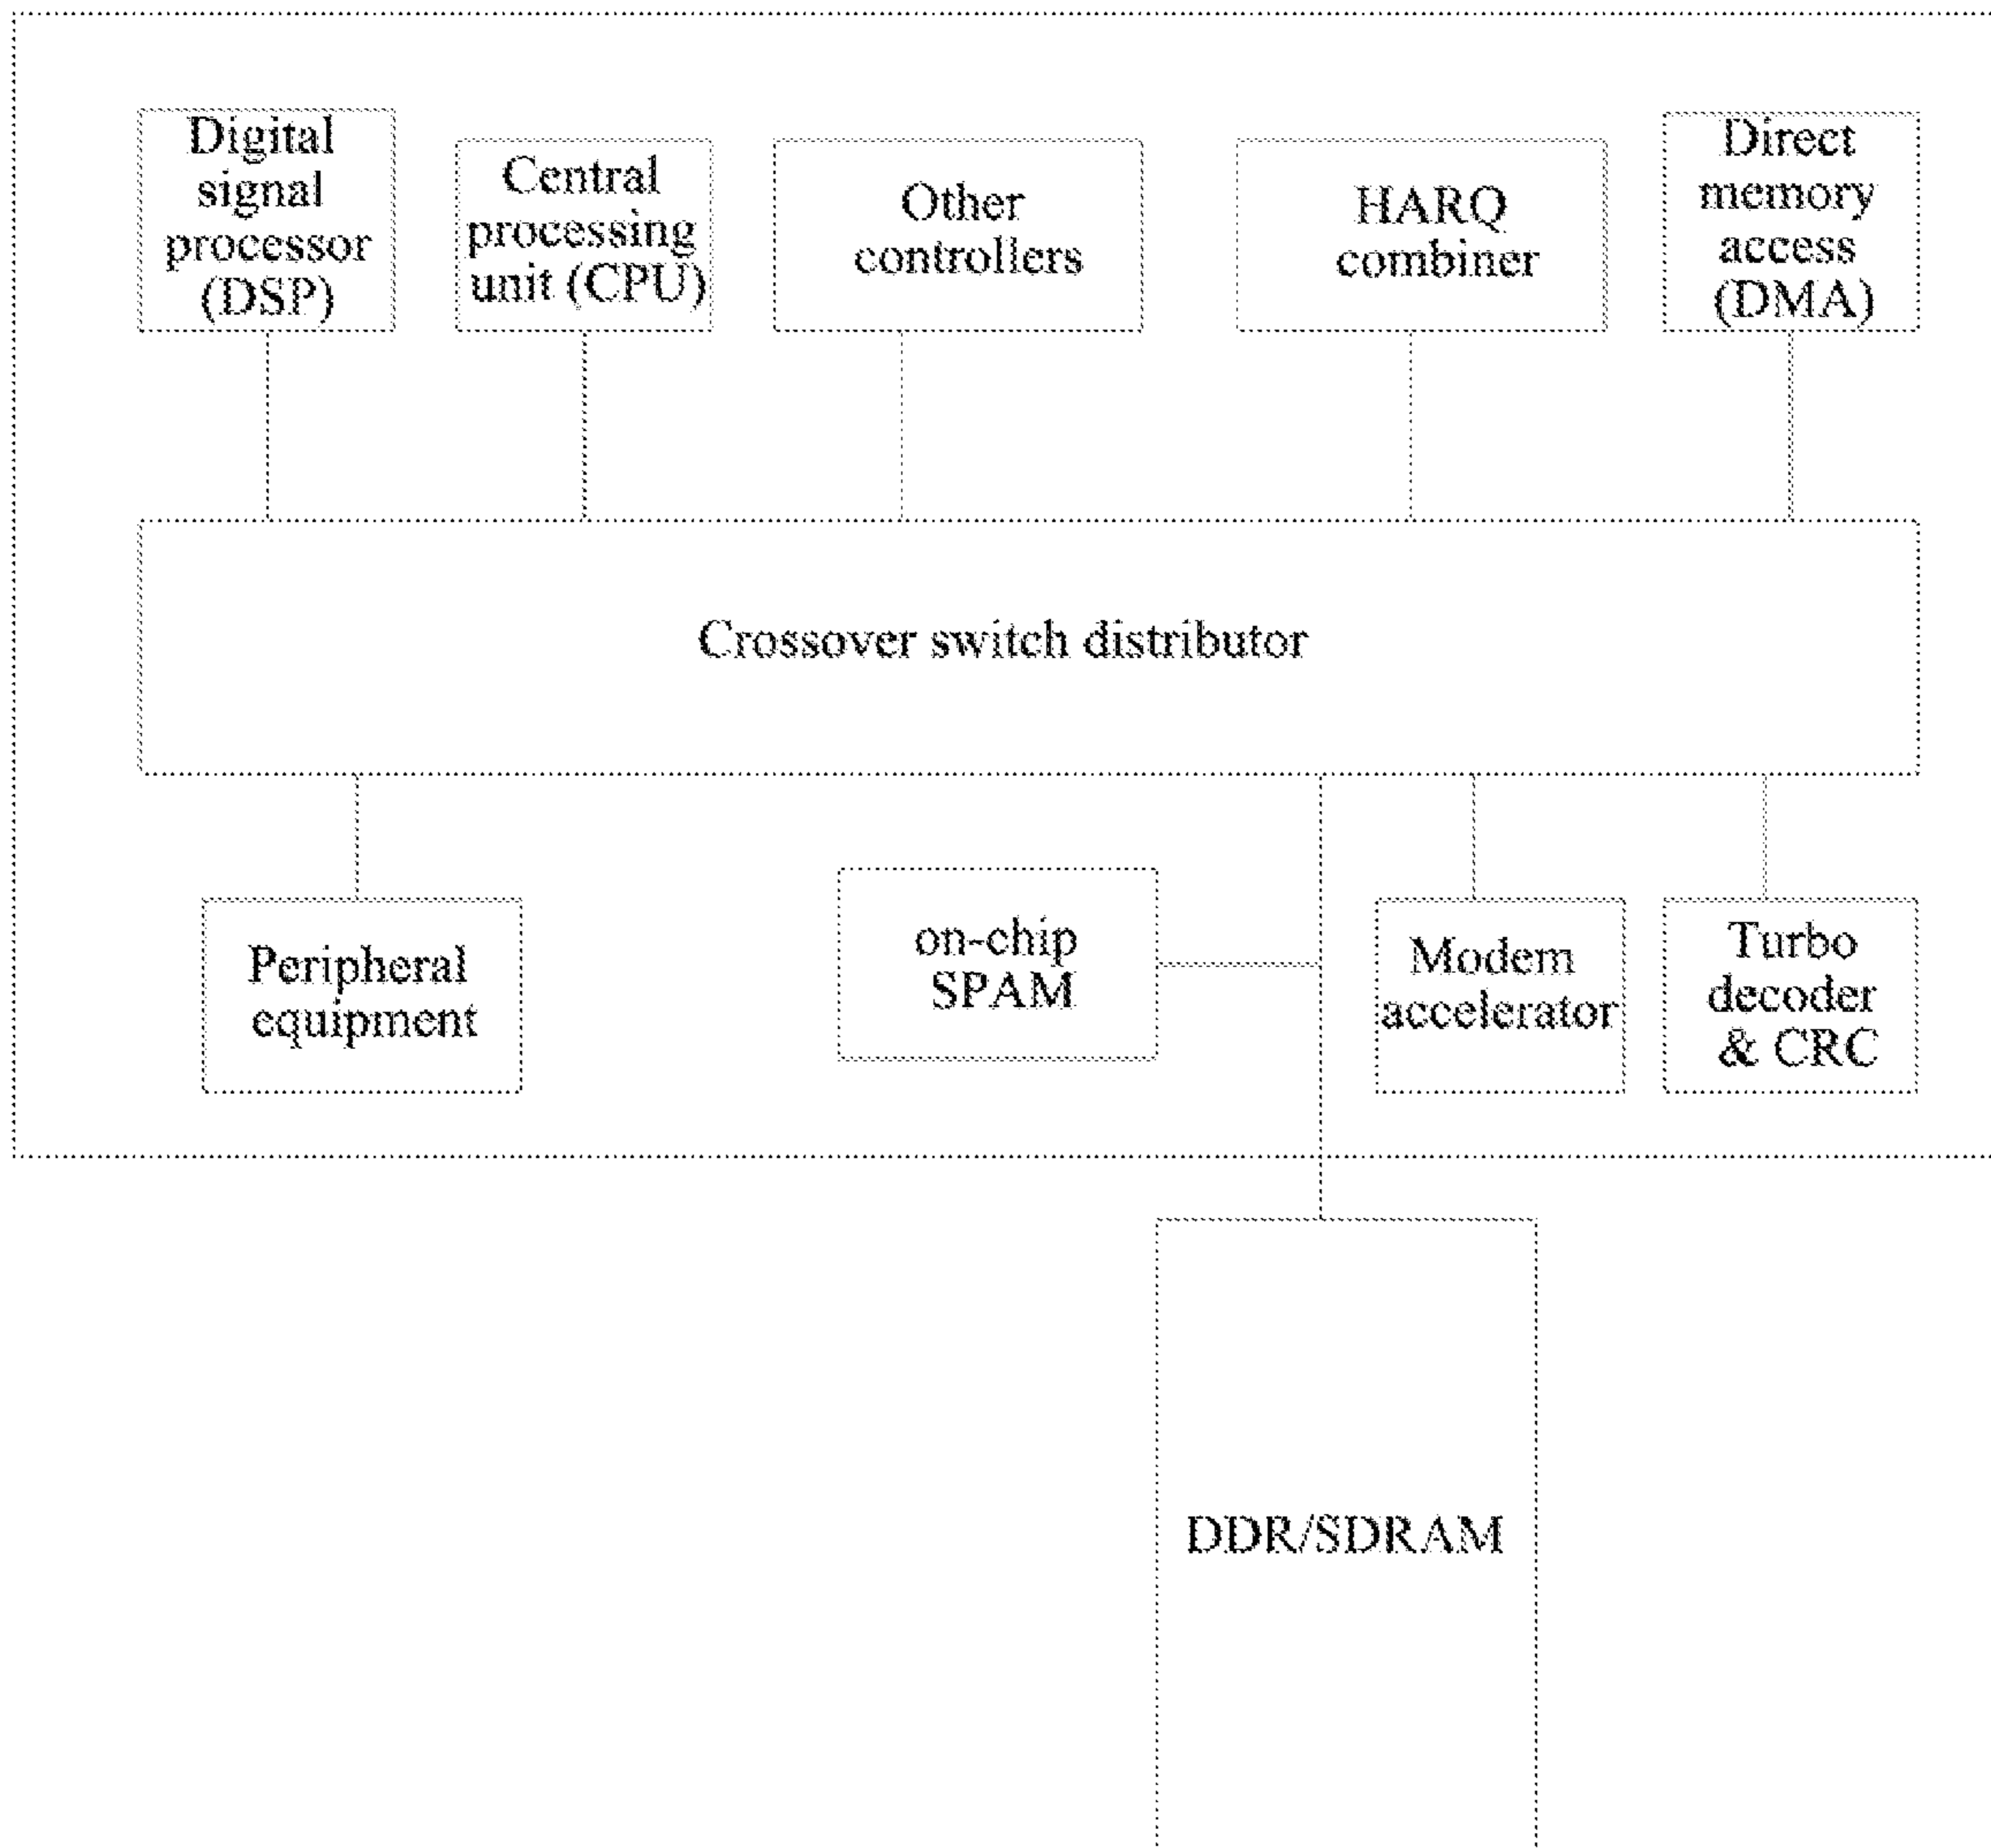 Digital
signal
processor
(DSP)
Central
processing
unit (CPU)
Other
controllers
HARQ
combiner
Direct
memory
access
(DMA)
Crossover switch distributor
Peripheral
equipment
on-chip
SPAM
Modem
accelerator
Turbo
decoder
& CRC
DDR/SDRAM